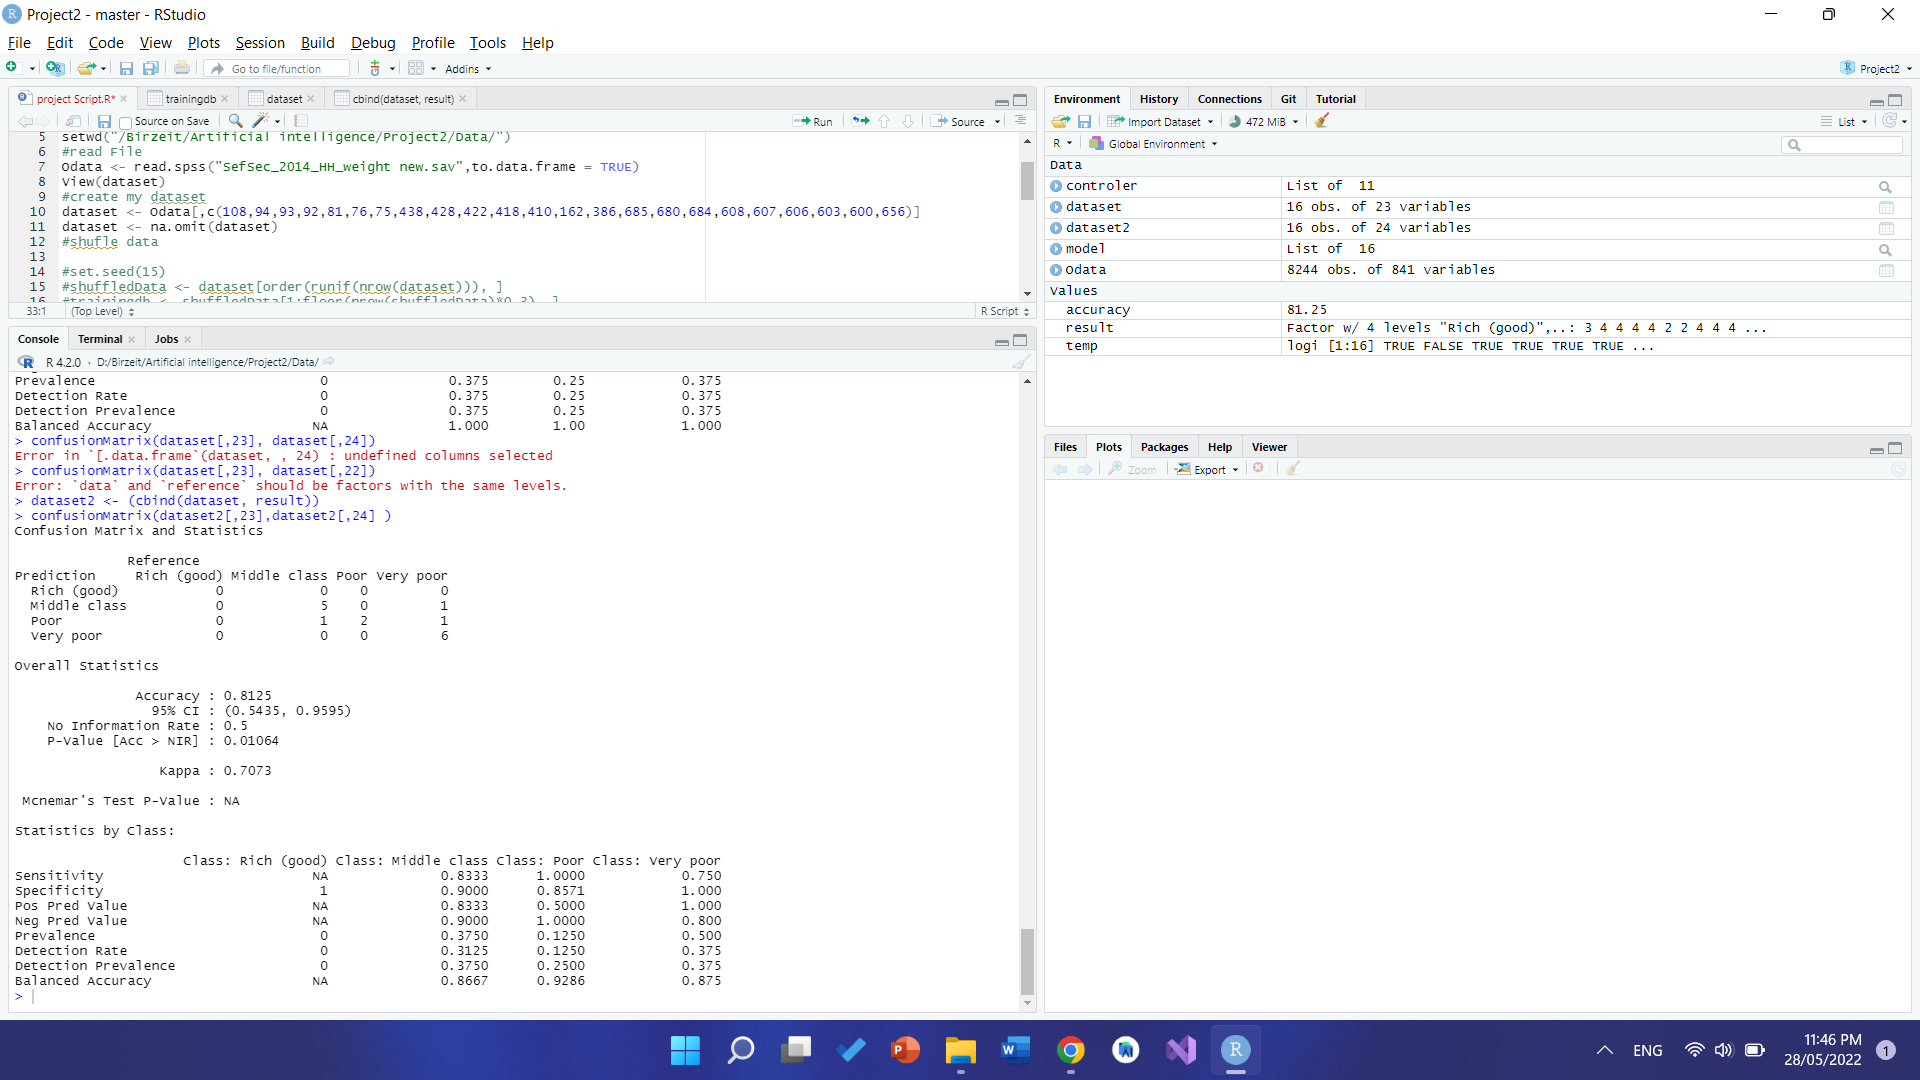 Project2 - master - RStudio
File Edit Code View Plots Session Build Debug Profile Tools Help
Go to file/function Addins Project2
project Script.R* trainingdb dataset cbind(dataset, result)
Source on Save Run Source
5 setwd("/Birzeit/Artificial intelligence/Project2/Data/")
6 #read File
7 Odata <- read.spss("SefSec_2014_HH_weight new.sav",to.data.frame = TRUE)
8 View(dataset)
9 #create my dataset
10 dataset <- Odata[,c(108,94,93,92,81,76,75,438,428,422,418,410,162,386,685,680,684,608,607,606,603,600,656)]
11 dataset <- na.omit(dataset)
12 #shufle data
13
14 #set.seed(15)
15 #shuffledData <- dataset[order(runif(nrow(dataset))), ]
16 #trainingdb <- shuffledData[1:floor(nrow(shuffledData)*0.3), ]
33:1 (Top Level) R Script
Console Terminal Jobs
R 4.2.0 · D:/Birzeit/Artificial intelligence/Project2/Data/
Prevalence 0 0.375 0.25 0.375
Detection Rate 0 0.375 0.25 0.375
Detection Prevalence 0 0.375 0.25 0.375
Balanced Accuracy NA 1.000 1.00 1.000
> confusionMatrix(dataset[,23], dataset[,24])
Error in `[.data.frame`(dataset, , 24) : undefined columns selected
> confusionMatrix(dataset[,23], dataset[,22])
Error: `data` and `reference` should be factors with the same levels.
> dataset2 <- (cbind(dataset, result))
> confusionMatrix(dataset2[,23],dataset2[,24] )
Confusion Matrix and Statistics
Reference
Prediction Rich (good) Middle class Poor Very poor
Rich (good) 0 0 0 0
Middle class 0 5 0 1
Poor 0 1 2 1
Very poor 0 0 0 6
Overall Statistics
Accuracy : 0.8125
95% CI : (0.5435, 0.9595)
No Information Rate : 0.5
P-Value [Acc > NIR] : 0.01064
Kappa : 0.7073
Mcnemar's Test P-Value : NA
Statistics by Class:
Class: Rich (good) Class: Middle class Class: Poor Class: Very poor
Sensitivity NA 0.8333 1.0000 0.750
Specificity 1 0.9000 0.8571 1.000
Pos Pred Value NA 0.8333 0.5000 1.000
Neg Pred Value NA 0.9000 1.0000 0.800
Prevalence 0 0.3750 0.1250 0.500
Detection Rate 0 0.3125 0.1250 0.375
Detection Prevalence 0 0.3750 0.2500 0.375
Balanced Accuracy NA 0.8667 0.9286 0.875
>
Environment History Connections Git Tutorial
Import Dataset 472 MiB List
R Global Environment
Data
controler List of 11
dataset 16 obs. of 23 variables
dataset2 16 obs. of 24 variables
model List of 16
Odata 8244 obs. of 841 variables
Values
accuracy 81.25
result Factor w/ 4 levels "Rich (good)",..: 3 4 4 4 4 2 2 4 4 4 ...
temp logi [1:16] TRUE FALSE TRUE TRUE TRUE TRUE ...
Files Plots Packages Help Viewer
Zoom Export
ENG
11:46 PM
28/05/2022
1